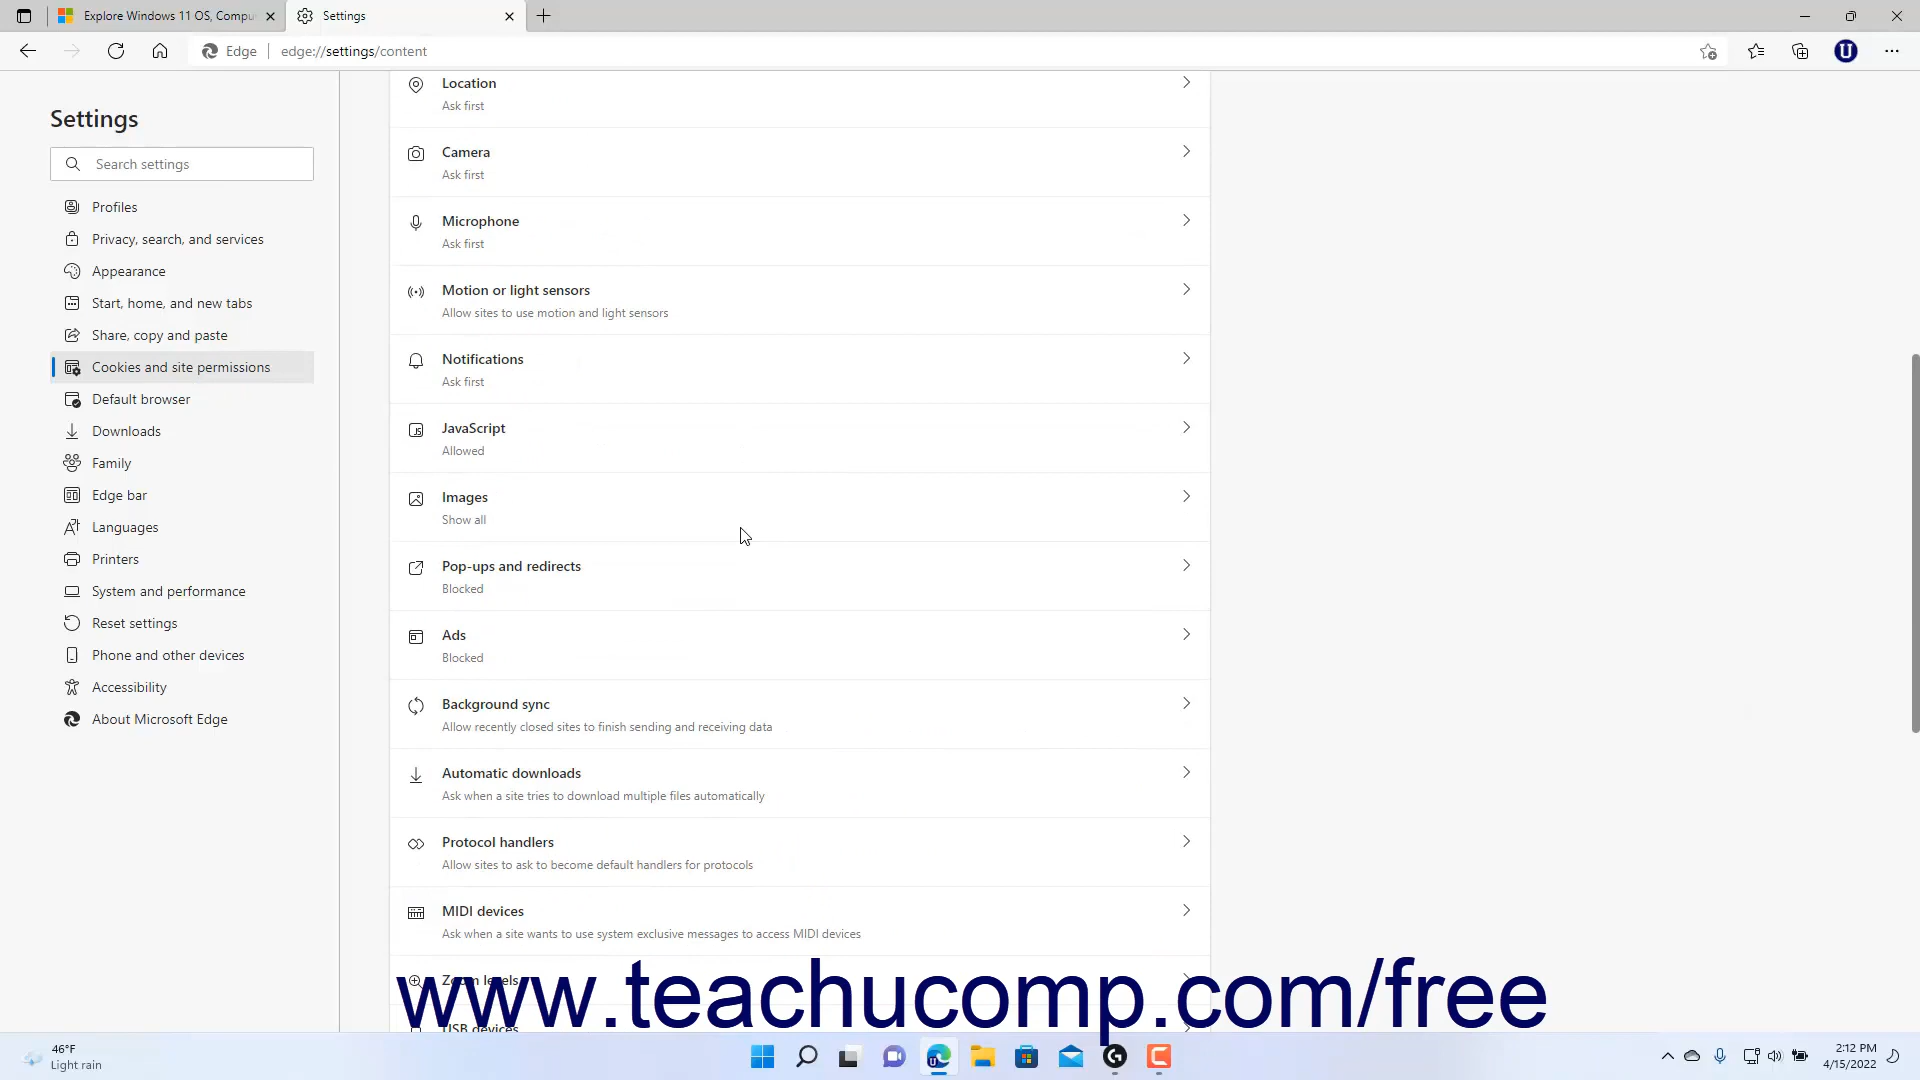 Explore Windows 11 OS, Compu
Settings
Edge
edge://settings/content
Settings
Search settings
Profiles
Privacy, search, and services
Appearance
Start, home, and new tabs
Share, copy and paste
Cookies and site permissions
Default browser
Downloads
Family
Edge bar
Languages
Printers
System and performance
Reset settings
Phone and other devices
Accessibility
About Microsoft Edge
Location
Ask first
Camera
Ask first
Microphone
Ask first
Motion or light sensors
Allow sites to use motion and light sensors
Notifications
Ask first
JavaScript
Allowed
Images
Show all
Pop-ups and redirects
Blocked
Ads
Blocked
Background sync
Allow recently closed sites to finish sending and receiving data
Automatic downloads
Ask when a site tries to download multiple files automatically
Protocol handlers
Allow sites to ask to become default handlers for protocols
MIDI devices
Ask when a site wants to use system exclusive messages to access MIDI devices
Zoom levels
USB devices
www.teachucomp.com/free
46°F
Light rain
2:12 PM
4/15/2022